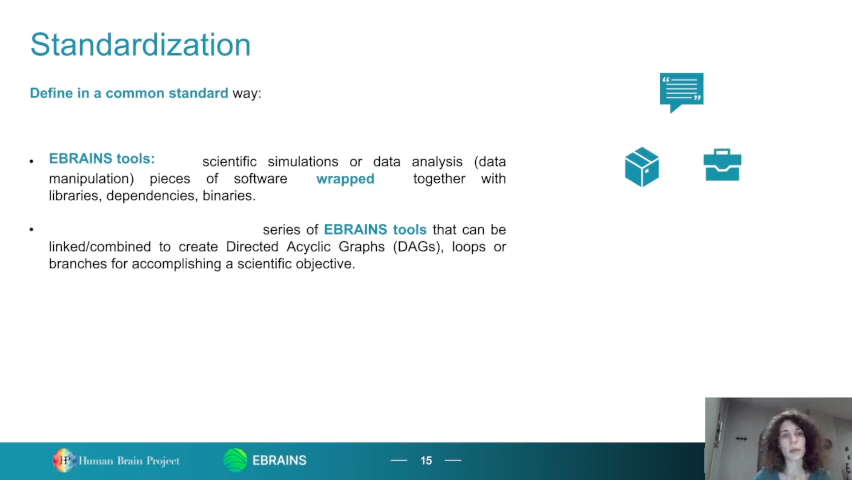 Standardization
Define in a common standard way:
• EBRAINS tools: scientific simulations or data analysis (data
manipulation) pieces of software wrapped together with
libraries, dependencies, binaries.
• series of EBRAINS tools that can be
linked/combined to create Directed Acyclic Graphs (DAGs), loops or
branches for accomplishing a scientific objective.
Human Brain Project
EBRAINS
15